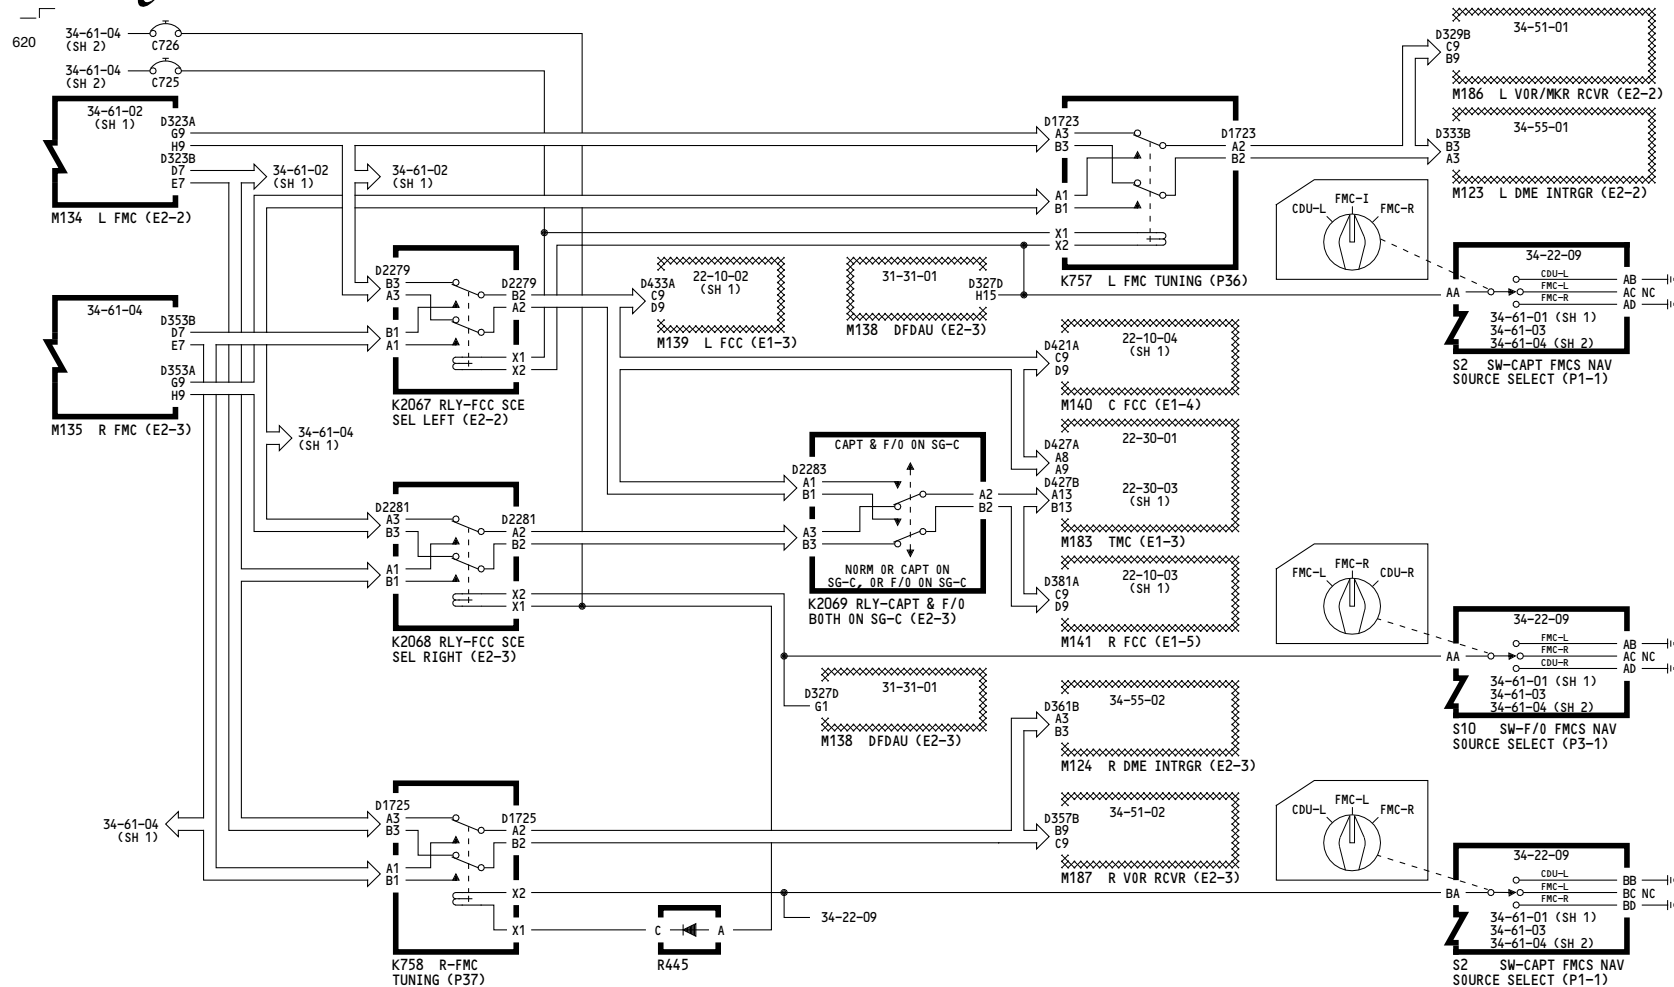 620
34-61-04
(SH 2)
C726
34-61-04
(SH 2)
C725
34-61-02
(SH 1)
D323A
G9
H9
D323B
D7
E7
M134 L FMC (E2-2)
34-61-02
(SH 1)
34-61-02
(SH 1)
34-61-04
D353B
D7
E7
D353A
G9
H9
M135 R FMC (E2-3)
34-61-04
(SH 1)
34-61-04
(SH 1)
D2279
B3
A3
B1
A1
D2279
B2
A2
X1
X2
K2067 RLY-FCC SCE
SEL LEFT (E2-2)
D2281
A3
B3
A1
B1
D2281
A2
B2
X2
X1
K2068 RLY-FCC SCE
SEL RIGHT (E2-3)
D1725
A3
B3
A1
B1
D1725
A2
B2
X2
X1
K758 R-FMC
TUNING (P37)
C A
R445
34-22-09
D433A
C9
D9
22-10-02
(SH 1)
M139 L FCC (E1-3)
31-31-01
D327D
H15
M138 DFDAU (E2-3)
CAPT & F/O ON SG-C
D2283
A1
B1
A3
B3
A2
B2
NORM OR CAPT ON
SG-C, OR F/O ON SG-C
K2069 RLY-CAPT & F/O
BOTH ON SG-C (E2-3)
D327D
G1
31-31-01
M138 DFDAU (E2-3)
D1723
A3
B3
A1
B1
X1
X2
D1723
A2
B2
K757 L FMC TUNING (P36)
D421A
C9
D9
22-10-04
(SH 1)
M140 C FCC (E1-4)
D427A
A8
A9
D427B
A13
B13
22-30-01
22-30-03
(SH 1)
M183 TMC (E1-3)
D381A
C9
D9
22-10-03
(SH 1)
M141 R FCC (E1-5)
D361B
A3
B3
34-55-02
M124 R DME INTRGR (E2-3)
D357B
B9
C9
34-51-02
M187 R VOR RCVR (E2-3)
D329B
C9
B9
34-51-01
M186 L VOR/MKR RCVR (E2-2)
D333B
B3
A3
34-55-01
M123 L DME INTRGR (E2-2)
FMC-I
CDU-L FMC-R
34-22-09
AA
CDU-L AB
FMC-L AC NC
FMC-R AD
34-61-01 (SH 1)
34-61-03
34-61-04 (SH 2)
S2 SW-CAPT FMCS NAV
SOURCE SELECT (P1-1)
FMC-R
FMC-L CDU-R
34-22-09
AA
FMC-L AB
FMC-R AC NC
CDU-R AD
34-61-01 (SH 1)
34-61-03
34-61-04 (SH 2)
S10 SW-F/O FMCS NAV
SOURCE SELECT (P3-1)
FMC-L
CDU-L FMC-R
34-22-09
BA
CDU-L BB
FMC-L BC NC
FMC-R BD
34-61-01 (SH 1)
34-61-03
34-61-04 (SH 2)
S2 SW-CAPT FMCS NAV
SOURCE SELECT (P1-1)